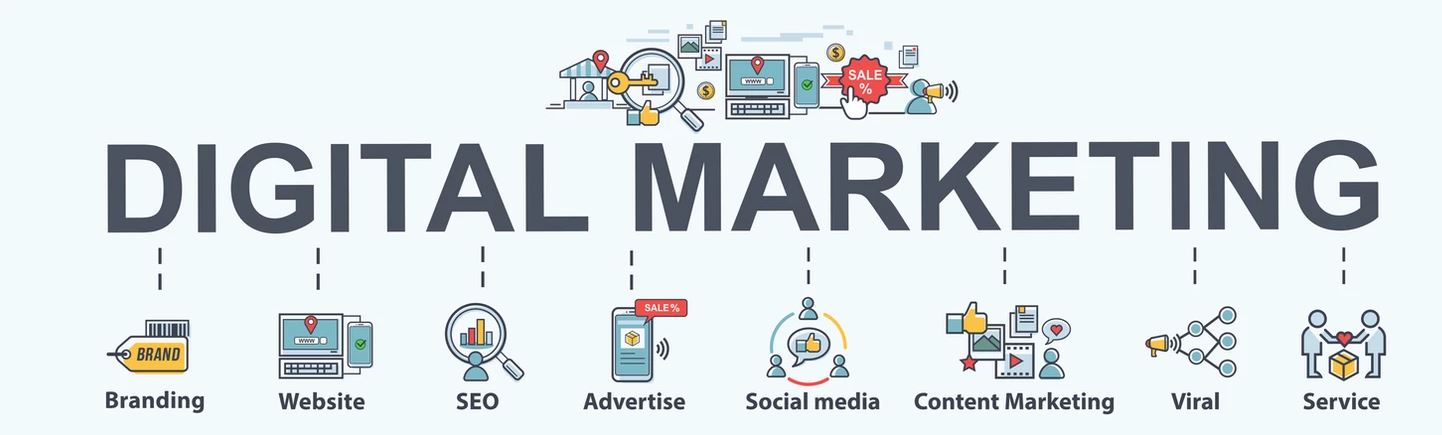 SALE
%
www
DIGITAL MARKETING
BRAND
www
SALE%
Branding
Website
SEO
Advertise
Social media
Content Marketing
Viral
Service